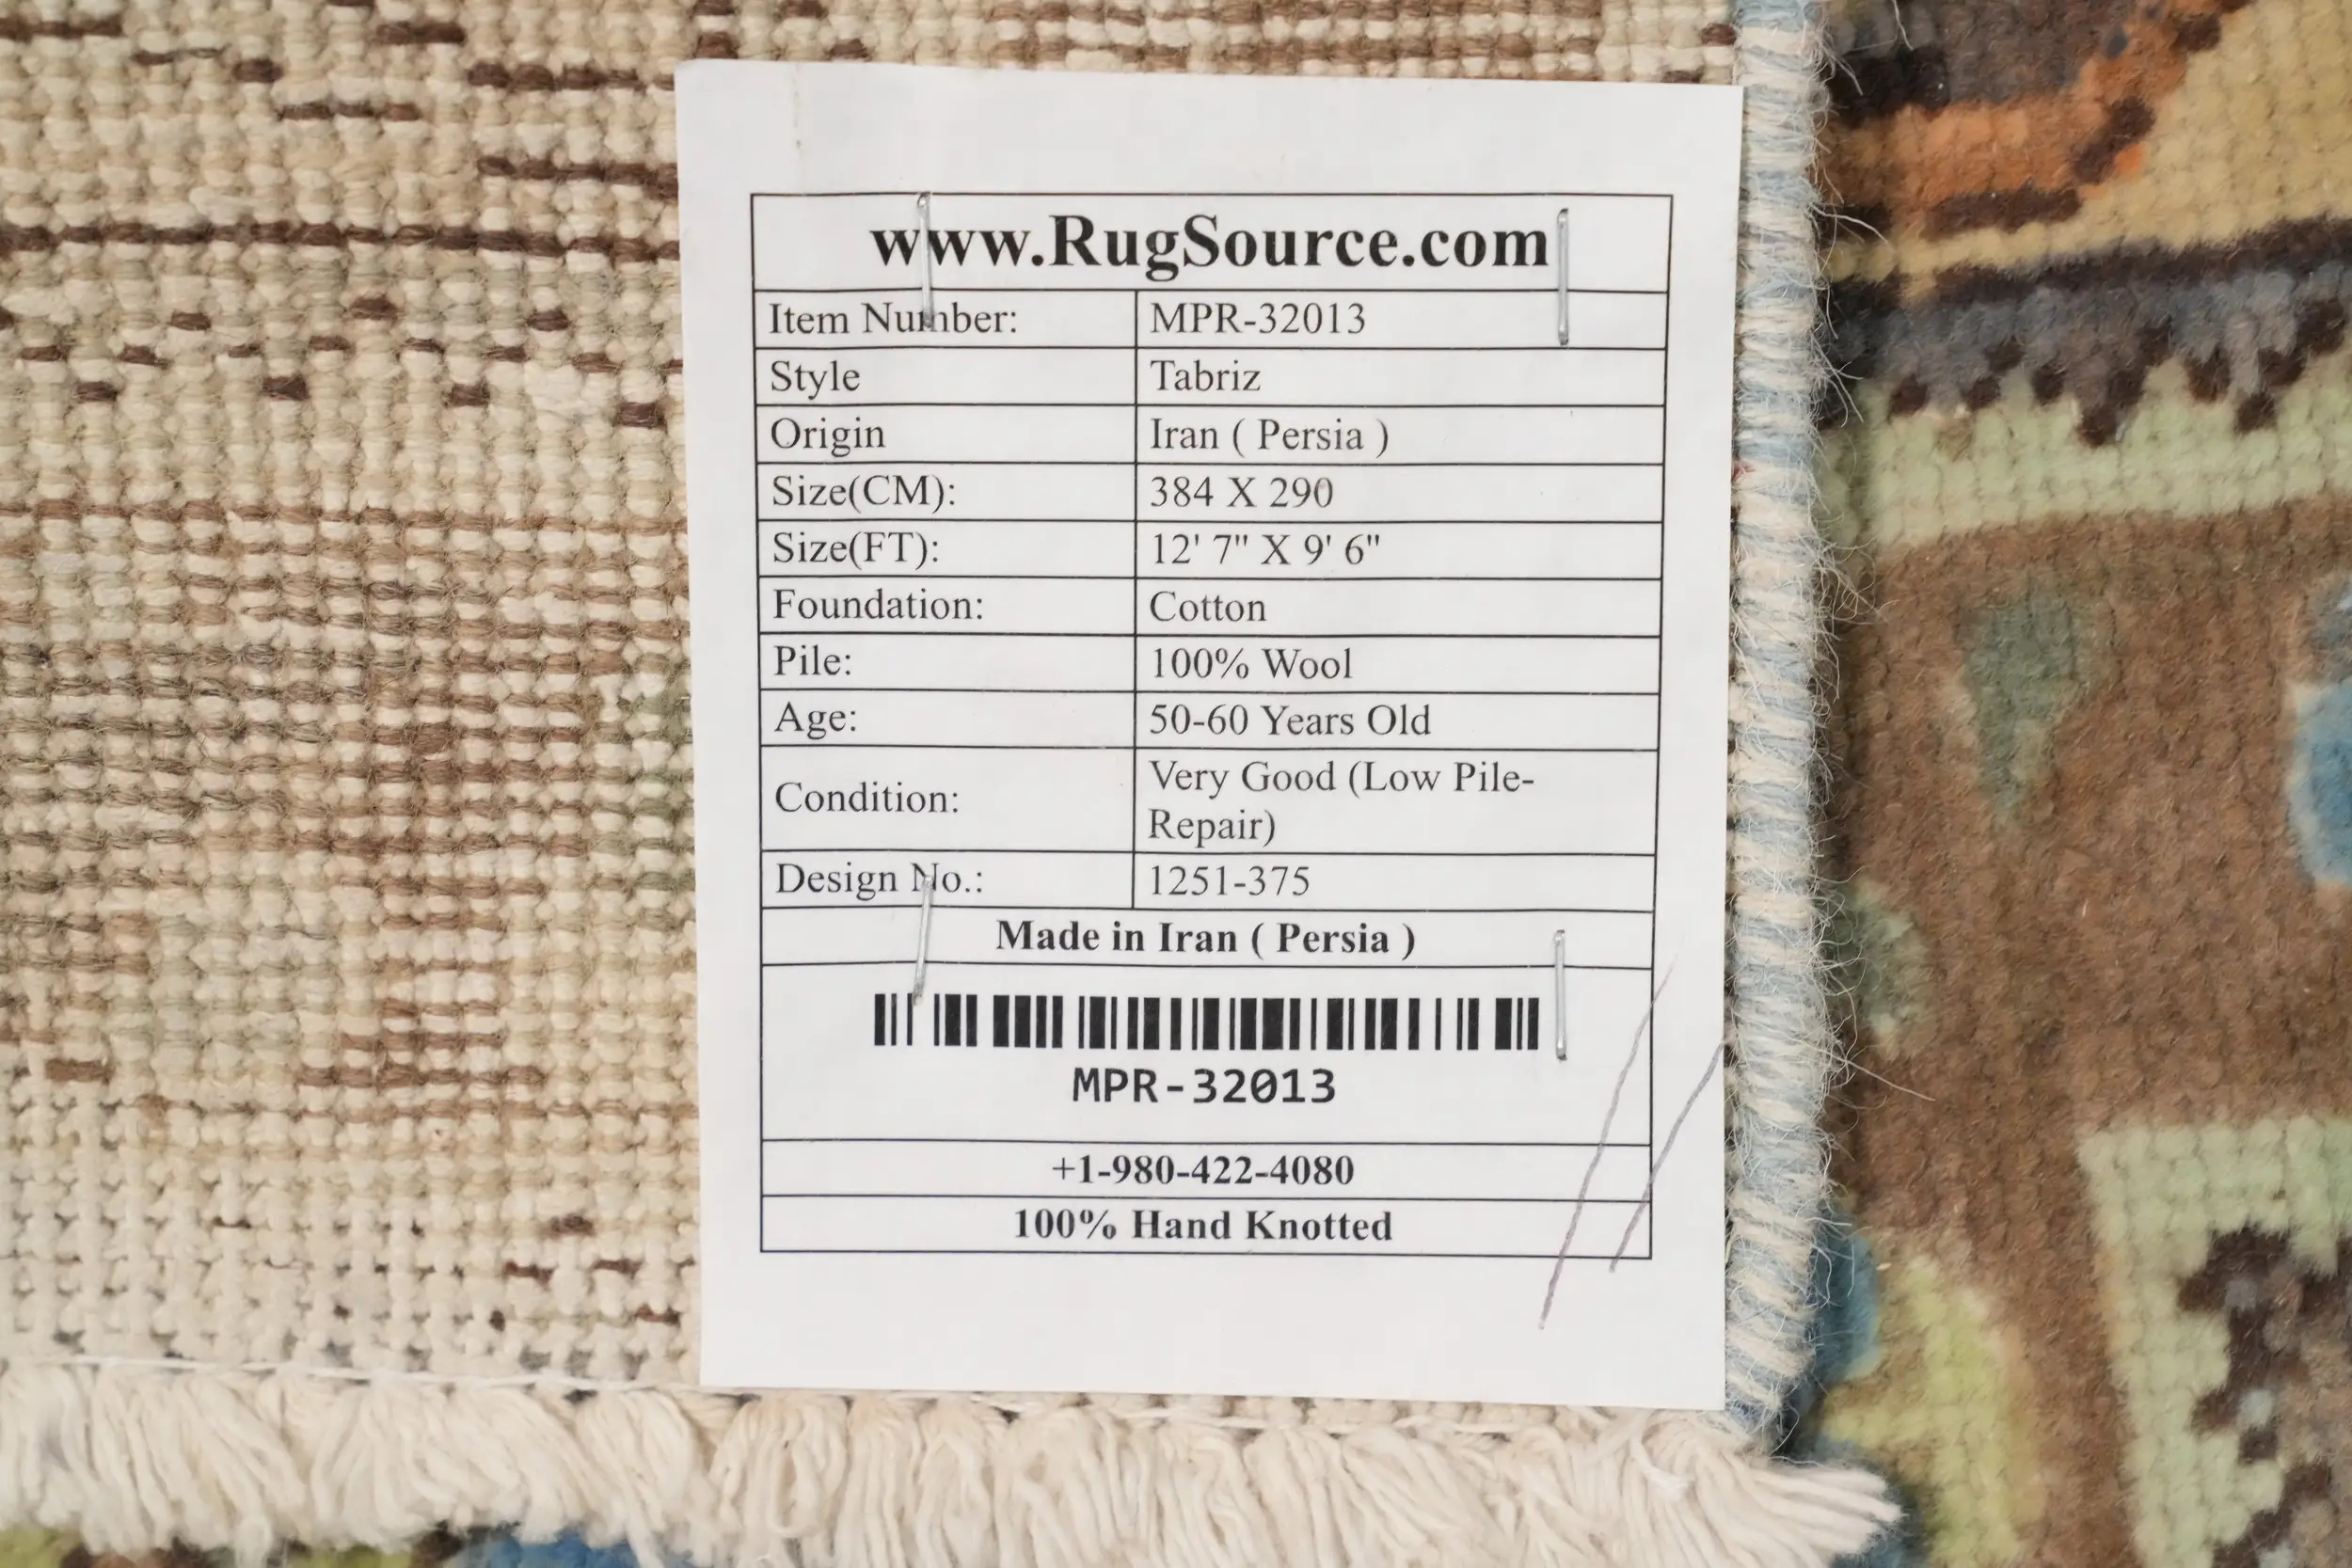 www.RugSource.com
Item Number: MPR-32013
Style Tabriz
Origin Iran ( Persia )
Size(CM): 384 X 290
Size(FT): 12' 7" X 9' 6"
Foundation: Cotton
Pile: 100% Wool
Age: 50-60 Years Old
Condition: Very Good (Low Pile-
Repair)
Design No.: 1251-375
Made in Iran ( Persia )
MPR-32013
+1-980-422-4080
100% Hand Knotted